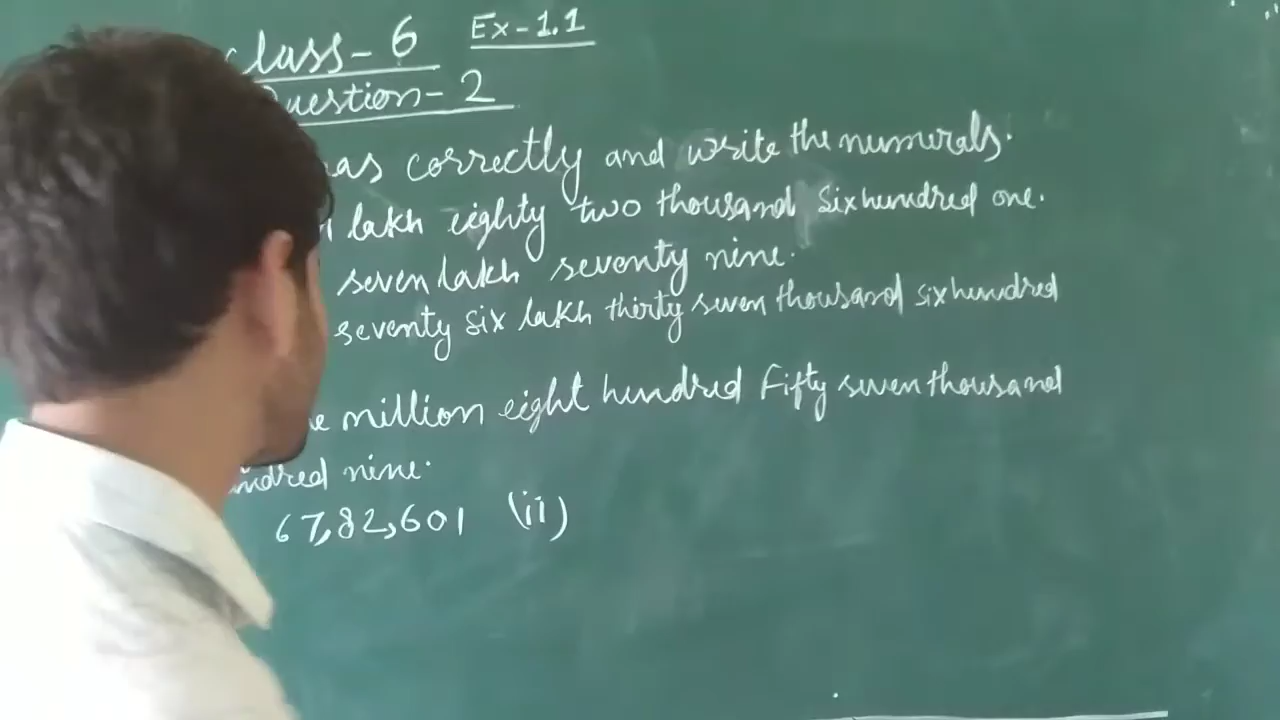 Class-6 Ex-1.1
Question-2
correctly and write the numerals.
lakh eighty two thousand six hundred one.
seven lakh seventy nine.
seventy six lakh thirty seven thousand six hundred
million eight hundred Fifty seven thousand
nine.
67,82,601 (ii)